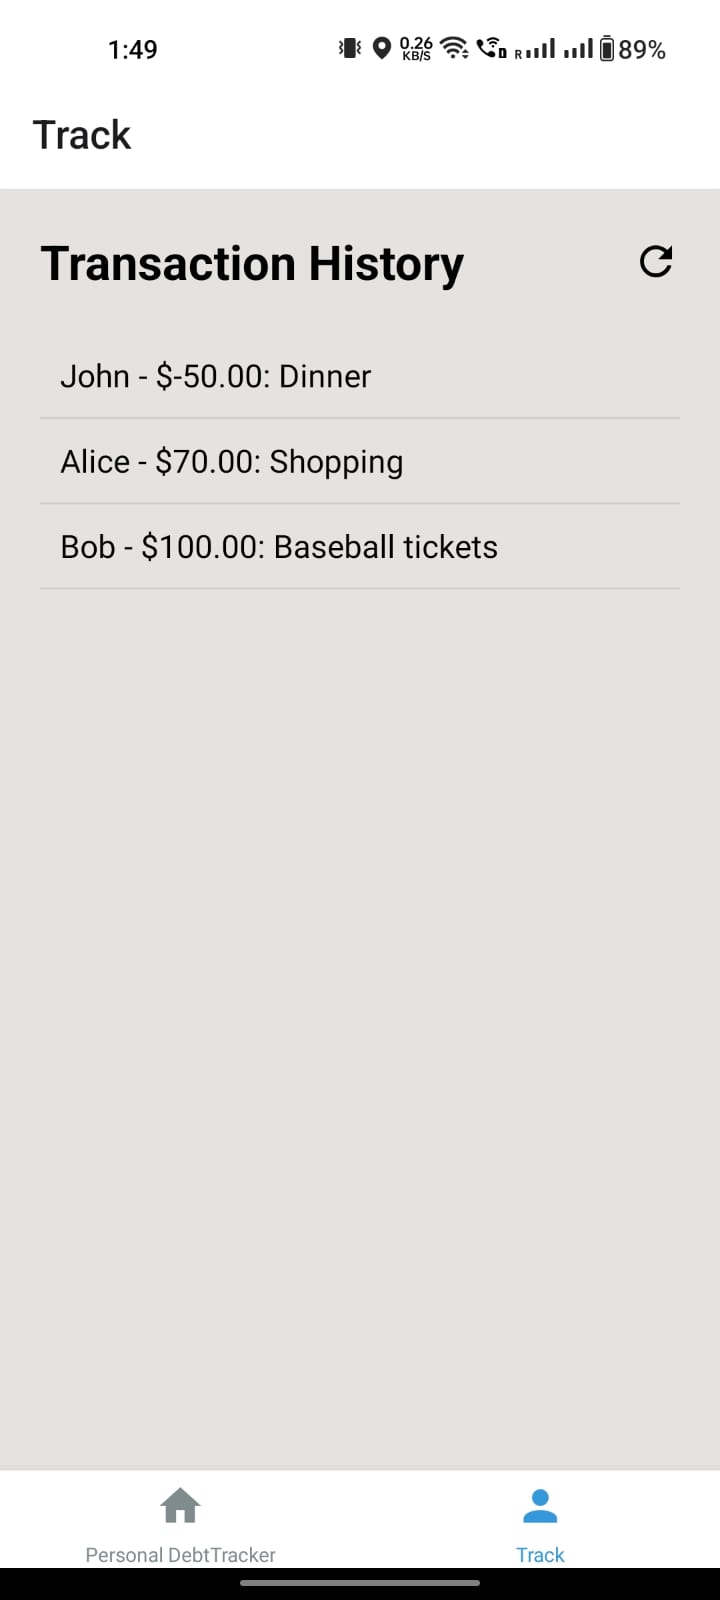 1:49 0.26 KB/S R 89%
Track
Transaction History
John - $-50.00: Dinner
Alice - $70.00: Shopping
Bob - $100.00: Baseball tickets
Personal DebtTracker Track